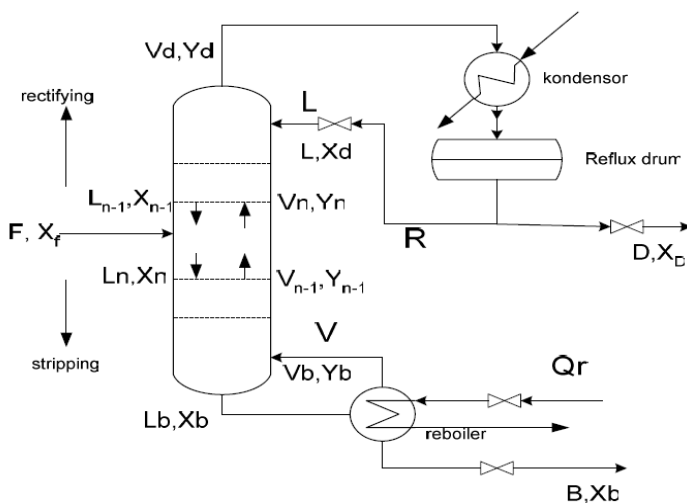 Vd,Yd
kondensor
rectifying
L
L,Xd
Reflux drum
Ln-1,Xn-1
Vn,Yn
F, Xf
R
D,XD
Ln,Xn
Vn-1,Yn-1
V
stripping
Vb,Yb
Qr
Lb,Xb
reboiler
B,Xb